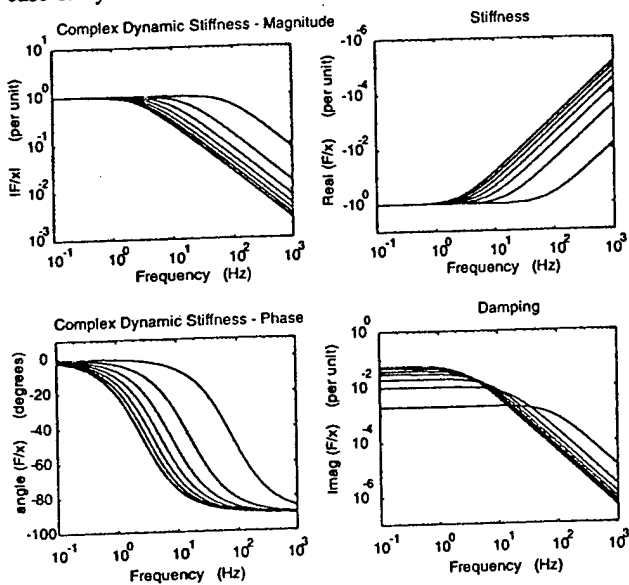 Complex Dynamic Stiffness - Magnitude
10^1
10^0
10^-1
10^-2
10^-3
|F/x| (per unit)
10^-1 10^0 10^1 10^2 10^3
Frequency (Hz)
Stiffness
-10^-6
-10^-4
-10^-2
-10^0
Real (F/x) (per unit)
10^-1 10^0 10^1 10^2 10^3
Frequency (Hz)
Complex Dynamic Stiffness - Phase
0
-20
-40
-60
-80
-100
angle (F/x) (degrees)
10^-1 10^0 10^1 10^2 10^3
Frequency (Hz)
Damping
10^0
10^-2
10^-4
10^-6
Imag (F/x) (per unit)
10^-1 10^0 10^1 10^2 10^3
Frequency (Hz)